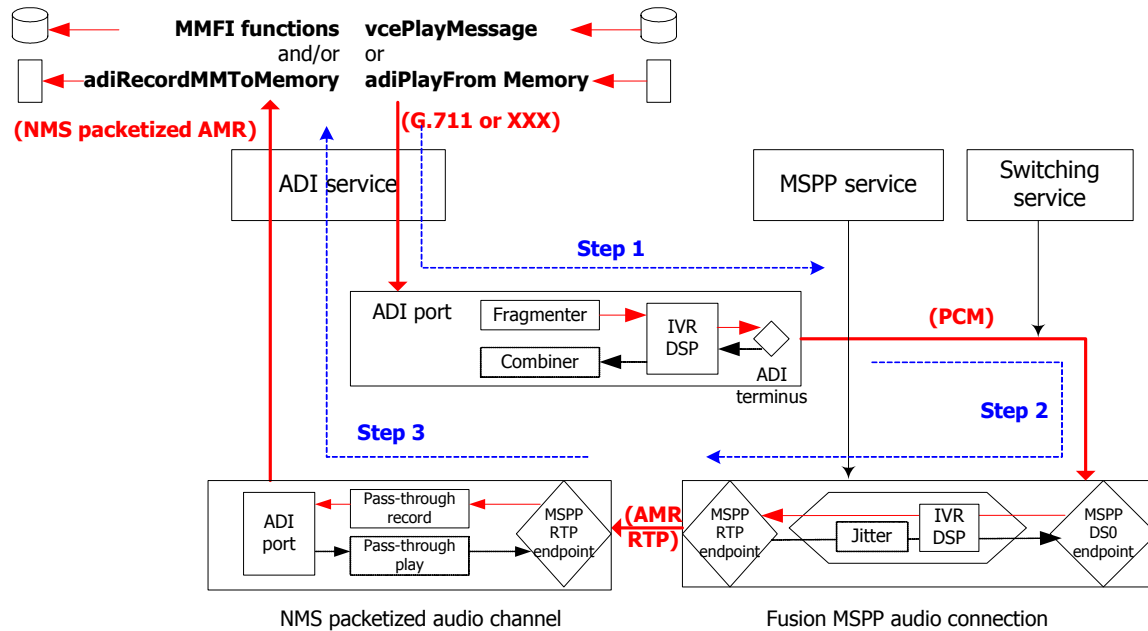 MMFI functions
vcePlayMessage
and/or
or
adiRecordMMToMemory
adiPlayFrom Memory
(NMS packetized AMR)
(G.711 or XXX)
ADI service
MSPP service
Switching
service
Step 1
ADI port
Fragmenter
IVR
DSP
Combiner
ADI
terminus
(PCM)
Step 2
Step 3
ADI
port
Pass-through
record
Pass-through
play
MSPP
RTP
endpoint
(AMR
RTP)
MSPP
RTP
endpoint
Jitter
IVR
DSP
MSPP
DS0
endpoint
NMS packetized audio channel
Fusion MSPP audio connection